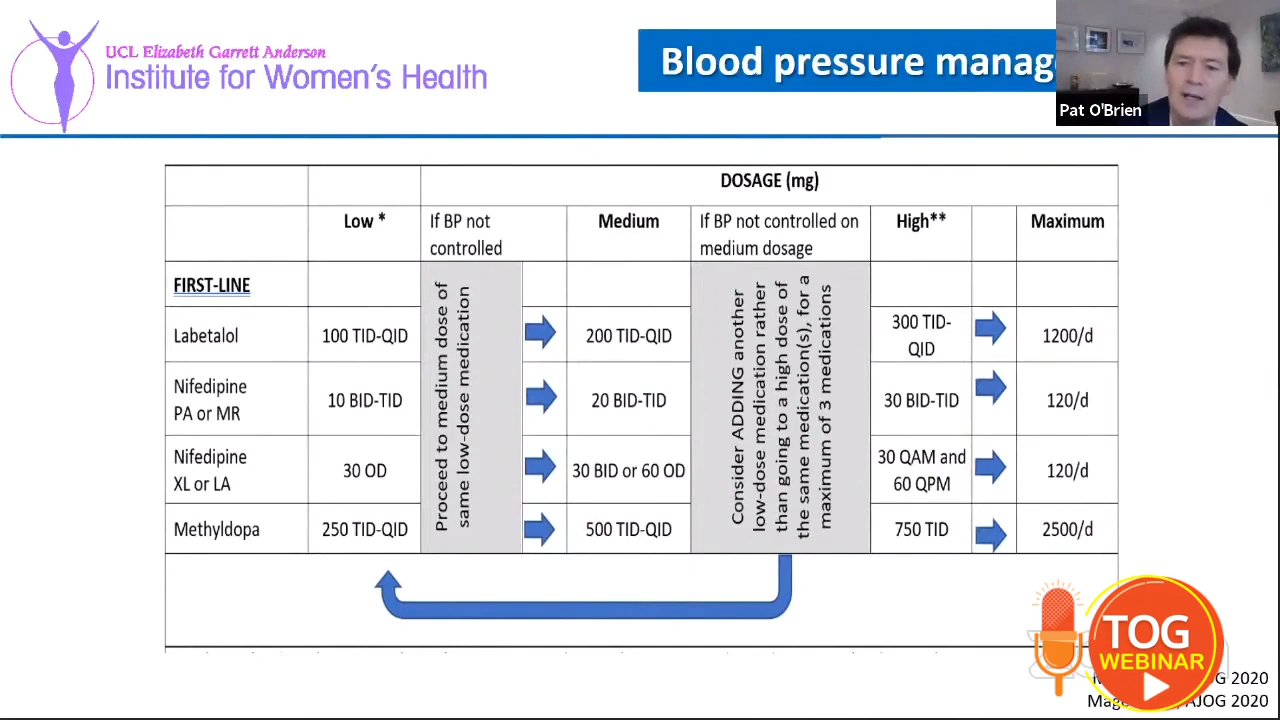 UCL Elizabeth Garrett Anderson
Institute for Women's Health
Blood pressure manag
Pat O'Brien
DOSAGE (mg)
Low *
If BP not
controlled
Medium
If BP not controlled on
medium dosage
High**
Maximum
FIRST-LINE
Proceed to medium dose of
same low-dose medication
Consider ADDING another
low-dose medication rather
than going to a high dose of
the same medication(s), for a
maximum of 3 medications
Labetalol
100 TID-QID
200 TID-QID
300 TID-
QID
1200/d
Nifedipine
PA or MR
10 BID-TID
20 BID-TID
30 BID-TID
120/d
Nifedipine
XL or LA
30 OD
30 BID or 60 OD
30 QAM and
60 QPM
120/d
Methyldopa
250 TID-QID
500 TID-QID
750 TID
2500/d
TOG
WEBINAR
G 2020
AJOG 2020